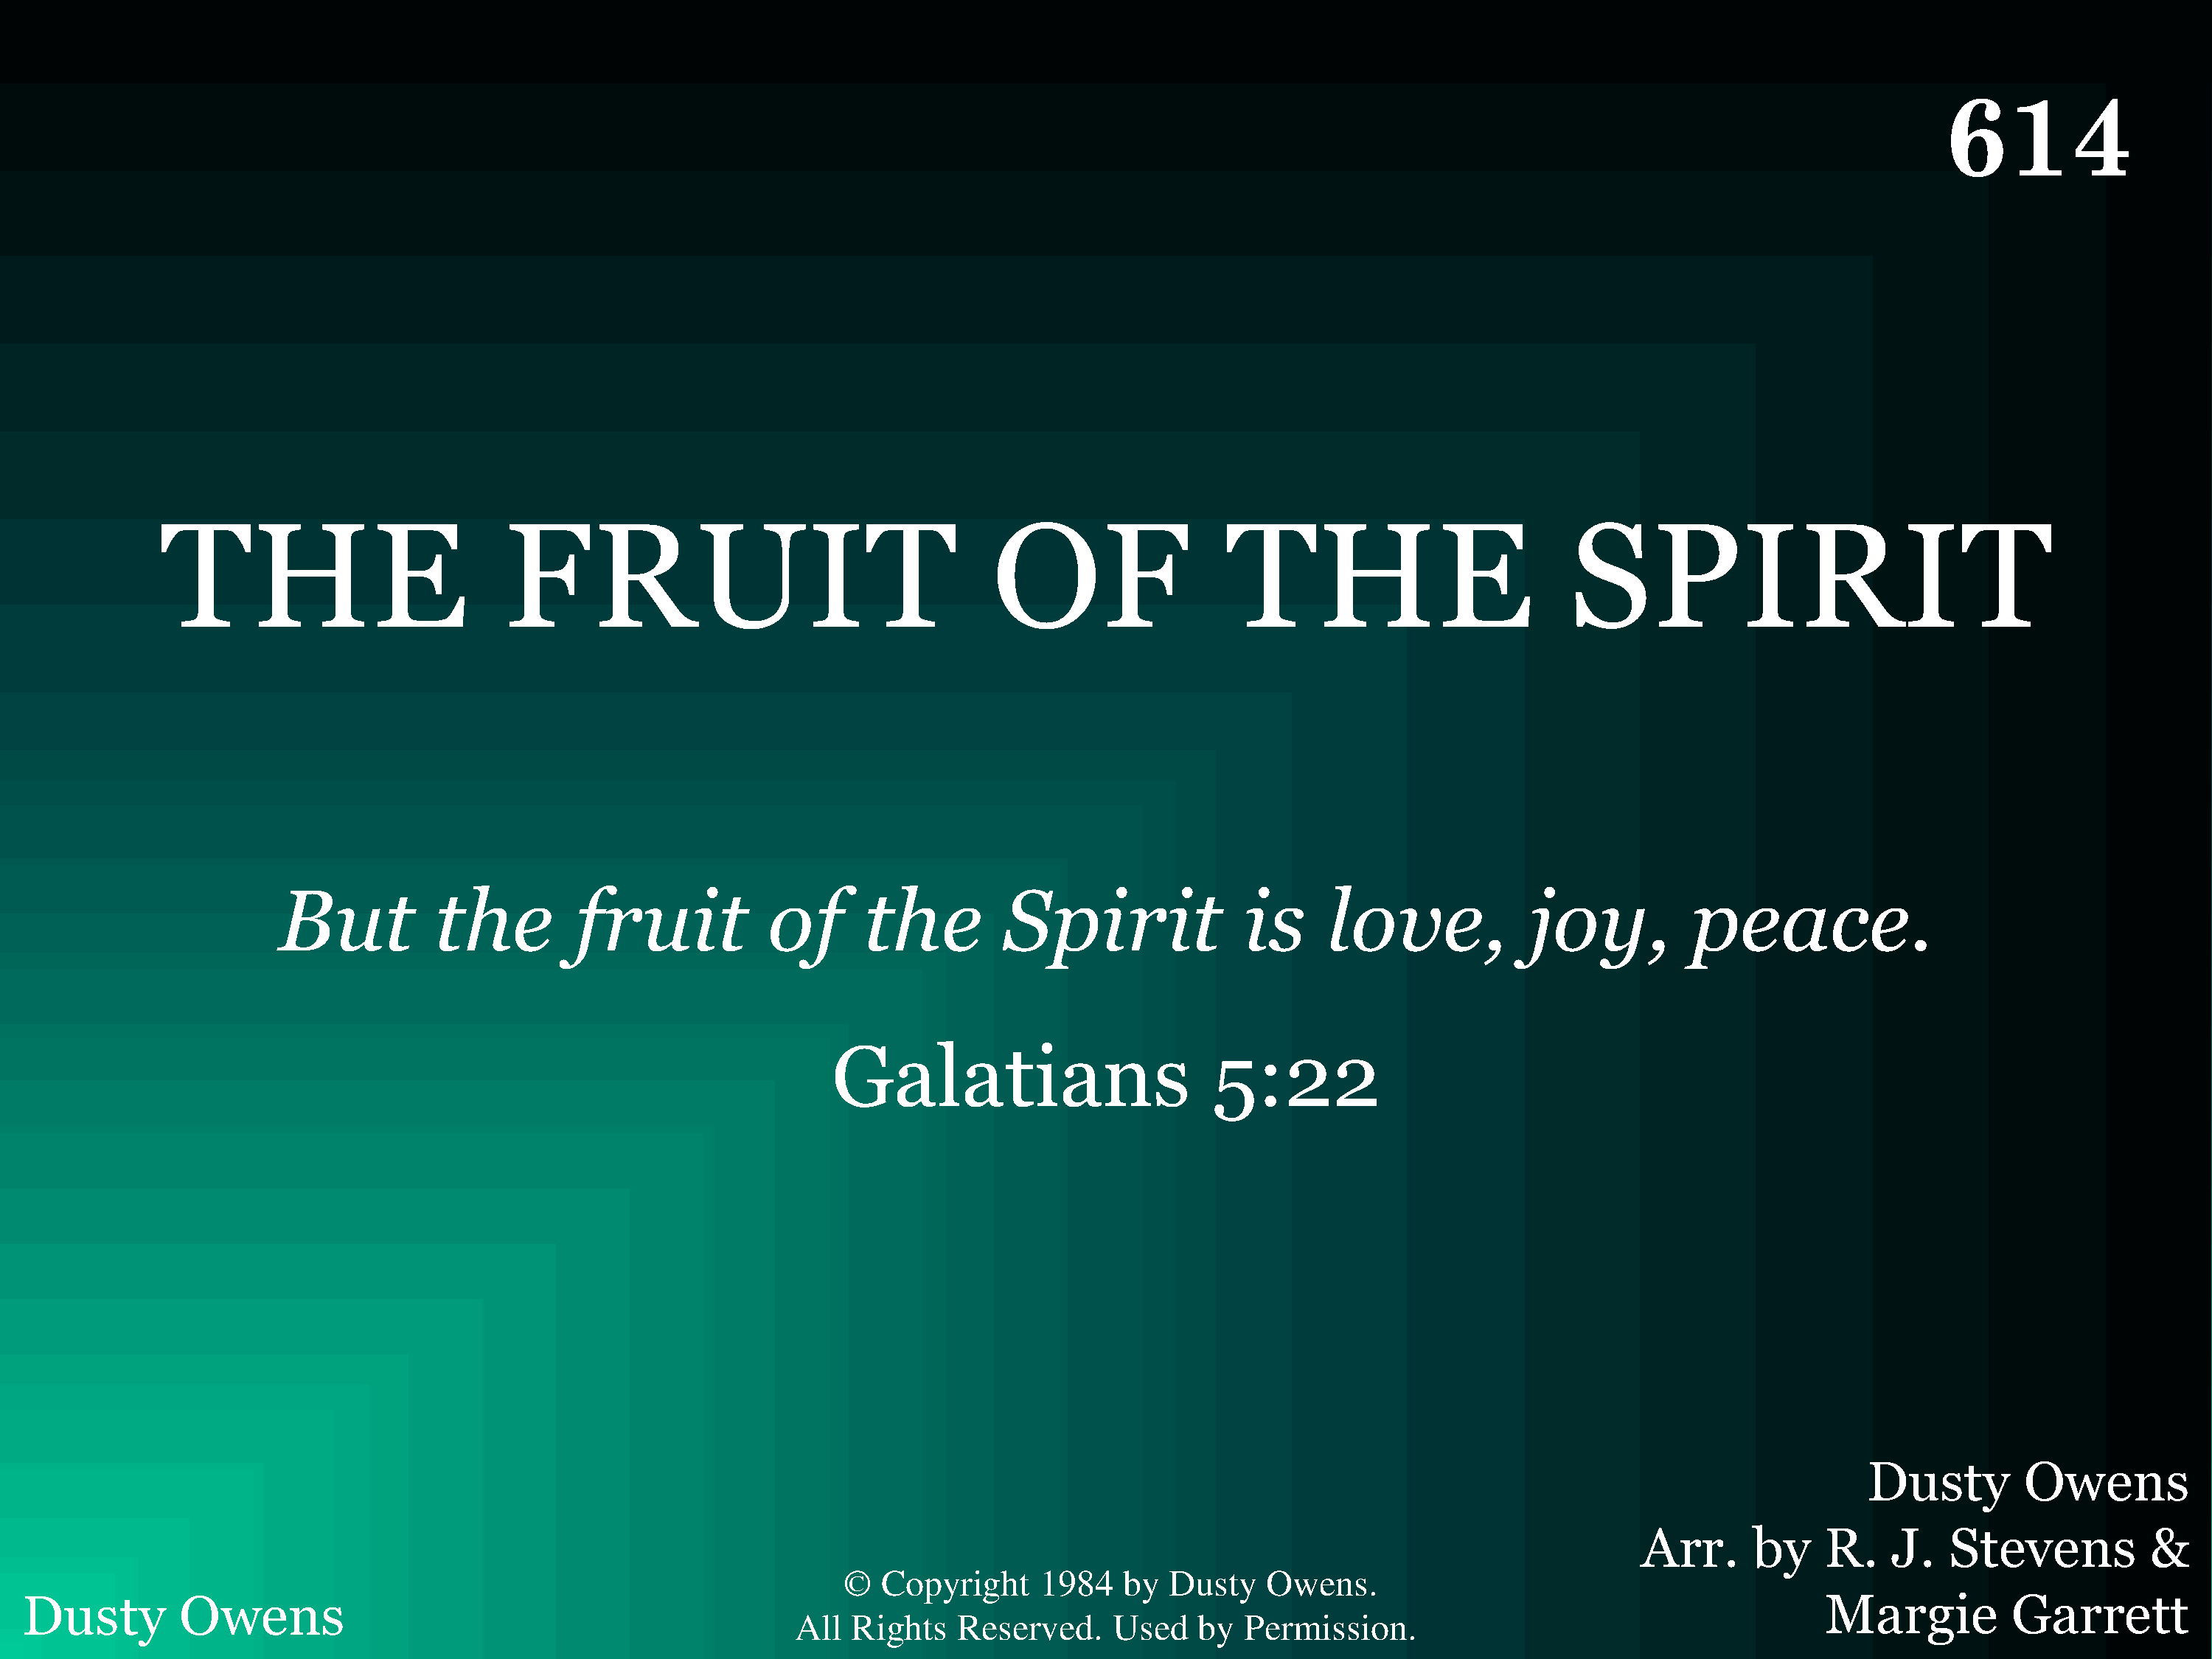 614
THE FRUIT OF THE SPIRIT
But the fruit of the Spirit is love, joy, peace.
Galatians 5:22
Dusty Owens
© Copyright 1984 by Dusty Owens.
All Rights Reserved. Used by Permission.
Dusty Owens
Arr. by R. J. Stevens &
Margie Garrett